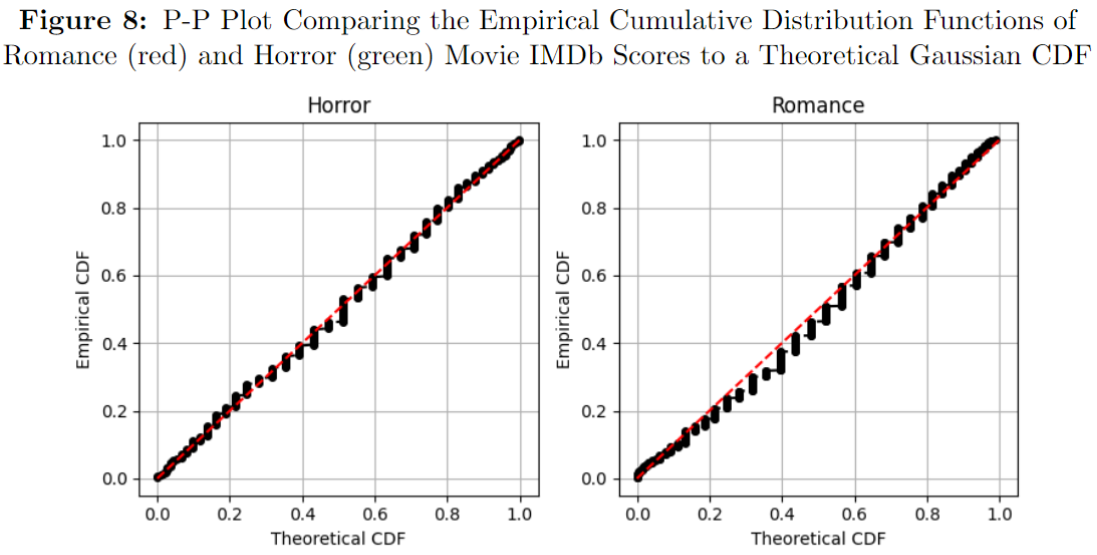 Figure 8: P-P Plot Comparing the Empirical Cumulative Distribution Functions of
Romance (red) and Horror (green) Movie IMDb Scores to a Theoretical Gaussian CDF
Horror
1.0
0.8
0.6
0.4
0.2
0.0
Empirical CDF
0.0 0.2 0.4 0.6 0.8 1.0
Theoretical CDF
Romance
1.0
0.8
0.6
0.4
0.2
0.0
Empirical CDF
0.0 0.2 0.4 0.6 0.8 1.0
Theoretical CDF